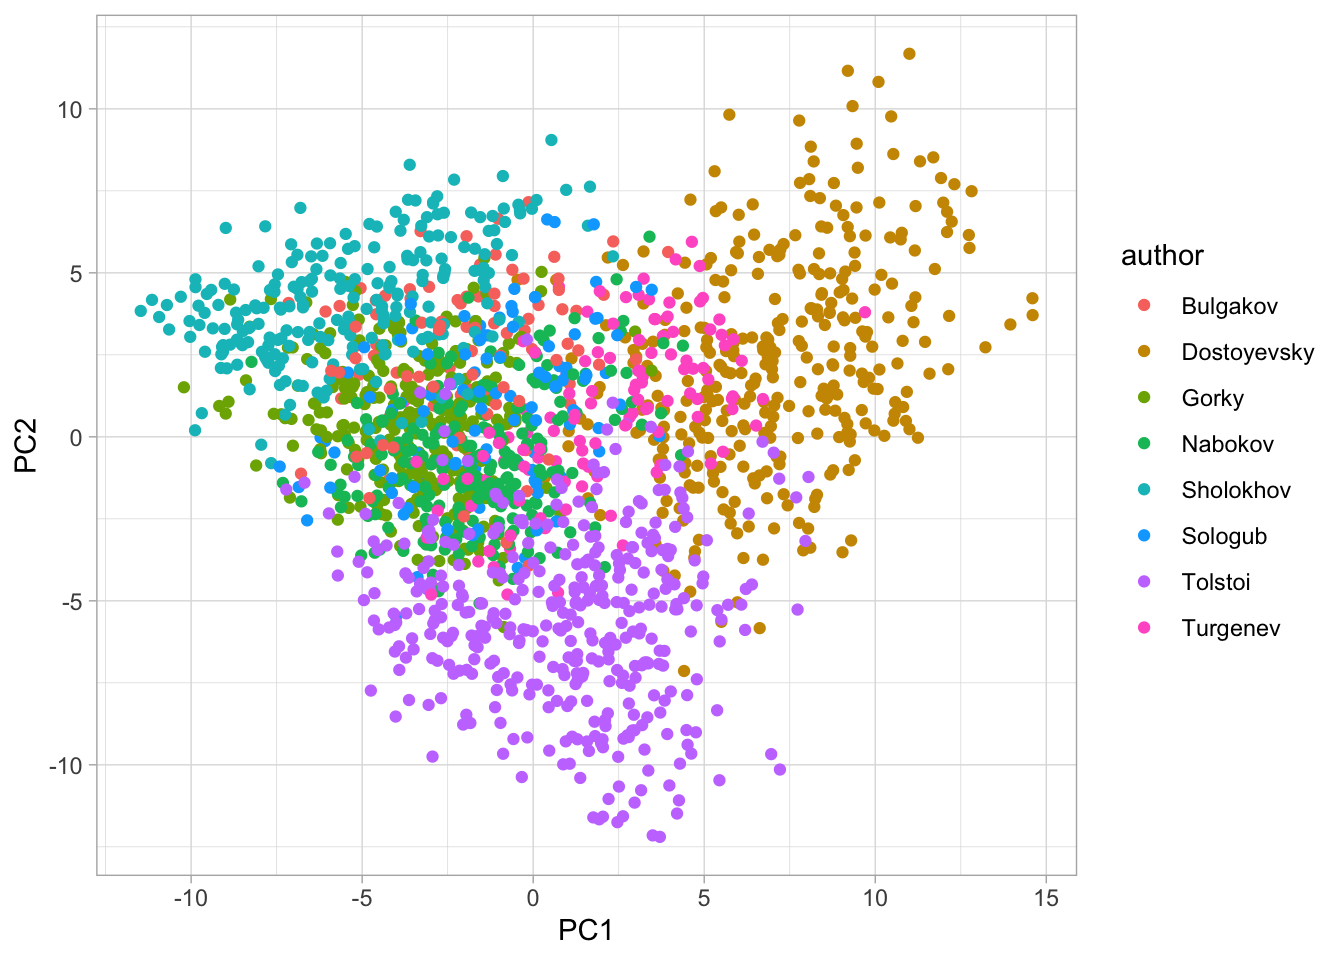 10
5
0
-5
-10
PC2
-10
-5
0
5
10
15
PC1
author
Bulgakov
Dostoyevsky
Gorky
Nabokov
Sholokhov
Sologub
Tolstoi
Turgenev